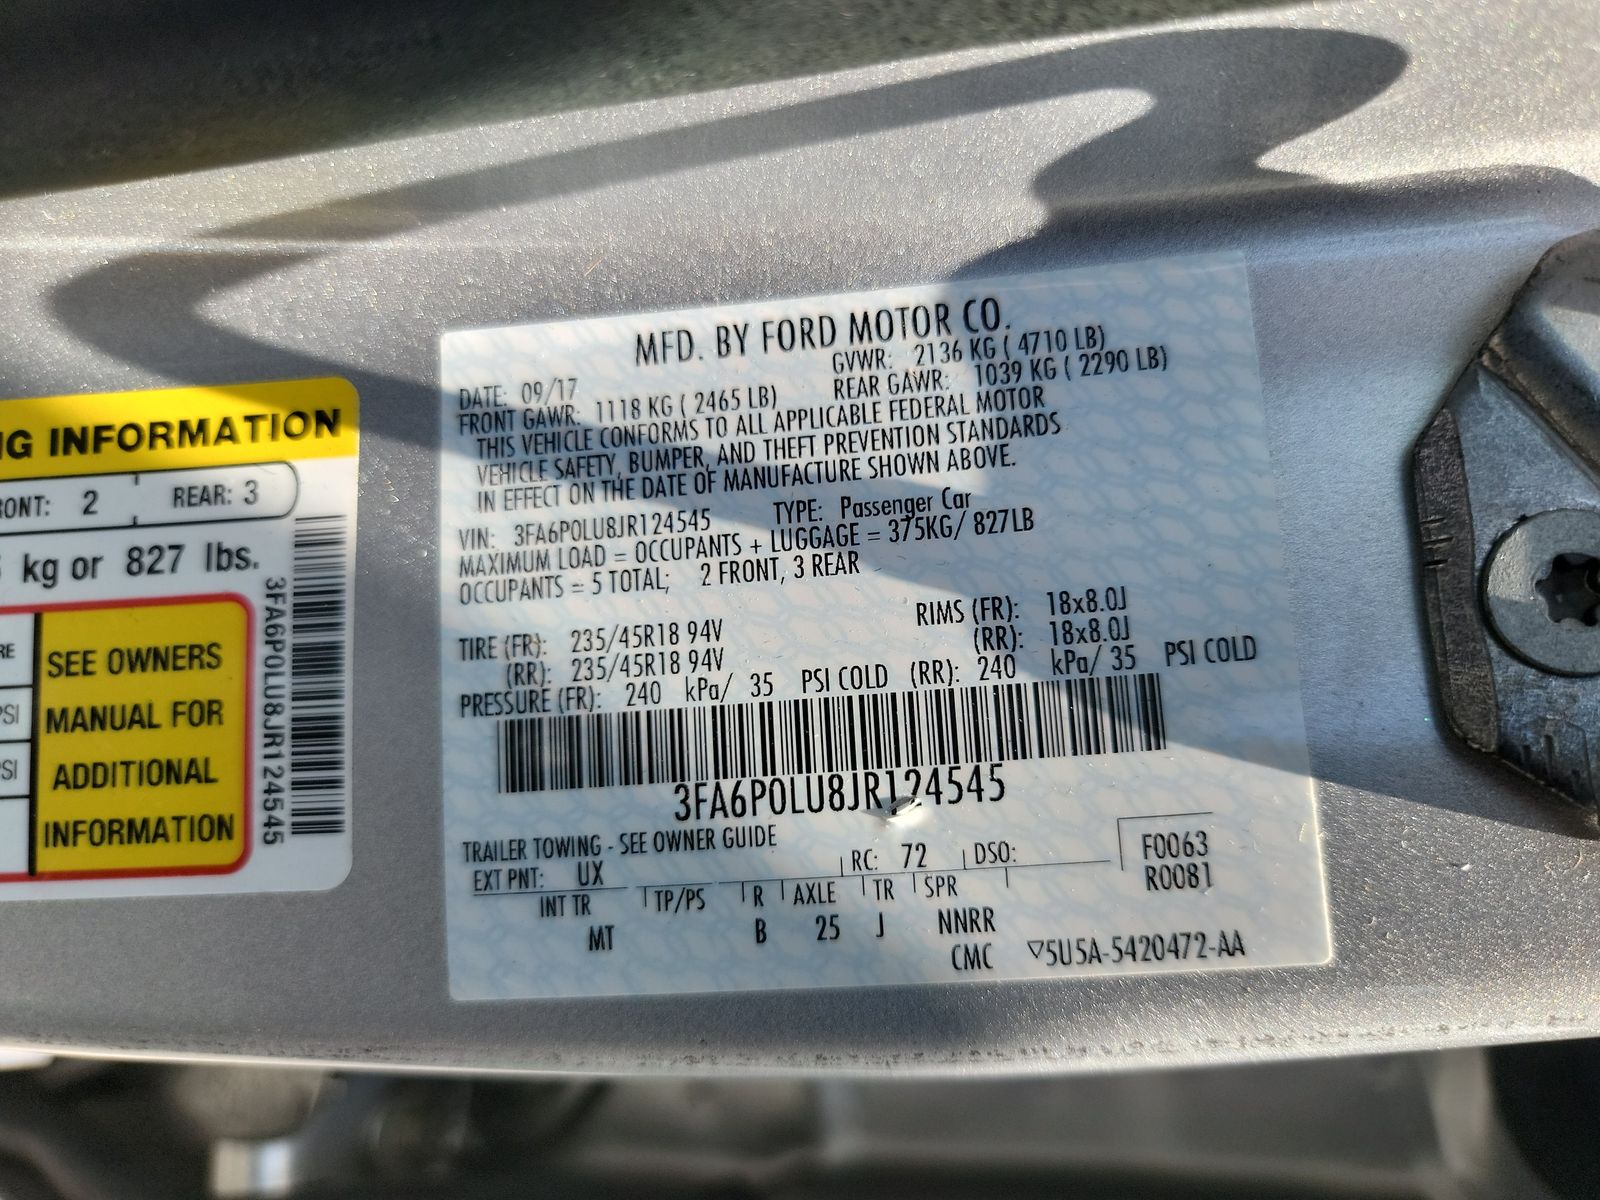 NG INFORMATION
FRONT: 2 REAR: 3
kg or 827 lbs.
3FA6P0LU8JR124545
PSI
PSI
SEE OWNERS
MANUAL FOR
ADDITIONAL
INFORMATION
MFD. BY FORD MOTOR CO.
DATE: 09/17 GVWR: 2136 KG ( 4710 LB)
FRONT GAWR: 1118 KG ( 2465 LB) REAR GAWR: 1039 KG ( 2290 LB)
THIS VEHICLE CONFORMS TO ALL APPLICABLE FEDERAL MOTOR
VEHICLE SAFETY, BUMPER, AND THEFT PREVENTION STANDARDS
IN EFFECT ON THE DATE OF MANUFACTURE SHOWN ABOVE.
VIN: 3FA6P0LU8JR124545 TYPE: Passenger Car
MAXIMUM LOAD = OCCUPANTS + LUGGAGE = 375KG/ 827LB
OCCUPANTS = 5 TOTAL; 2 FRONT, 3 REAR
TIRE (FR): 235/45R18 94V RIMS (FR): 18x8.0J
(RR): 235/45R18 94V (RR): 18x8.0J
PRESSURE (FR): 240 kPa/ 35 PSI COLD (RR): 240 kPa/ 35 PSI COLD
3FA6P0LU8JR124545
TRAILER TOWING - SEE OWNER GUIDE
EXT PNT: UX RC: 72 DSO: F0063
R0081
INT TR TP/PS R AXLE TR SPR
MT B 25 J NNRR
CMC ▽5U5A-5420472-AA